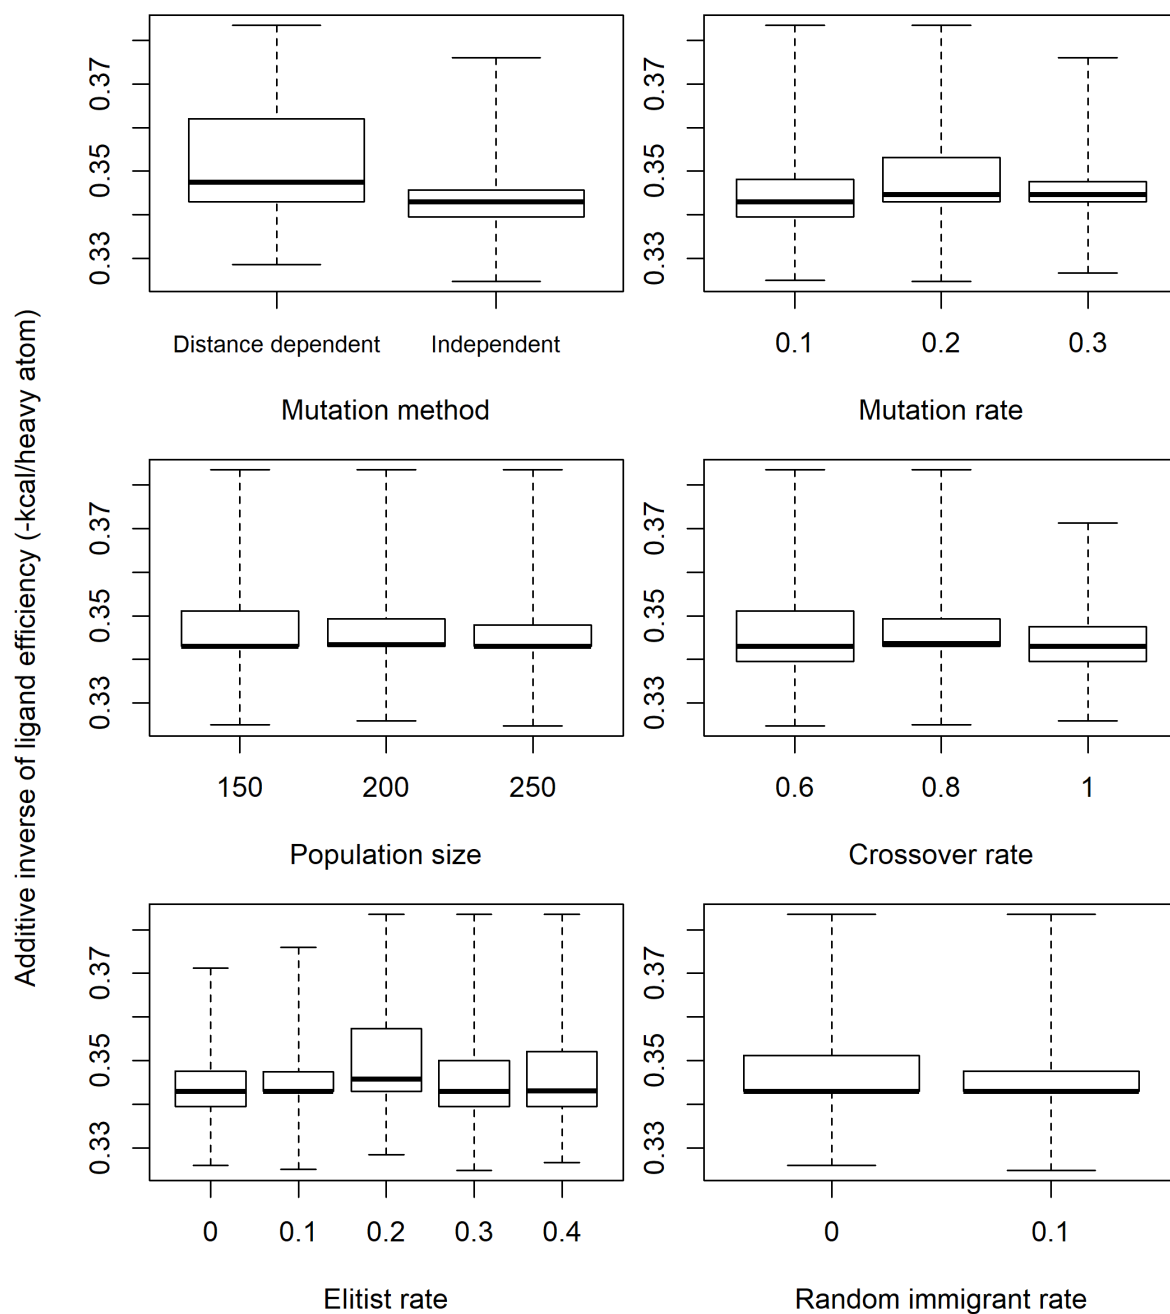 Additive inverse of ligand efficiency (-kcal/heavy atom)
0.37
0.35
0.33
Distance dependent Independent
Mutation method
0.37
0.35
0.33
0.1 0.2 0.3
Mutation rate
0.37
0.35
0.33
150 200 250
Population size
0.37
0.35
0.33
0.6 0.8 1
Crossover rate
0.37
0.35
0.33
0 0.1 0.2 0.3 0.4
Elitist rate
0.37
0.35
0.33
0 0.1
Random immigrant rate